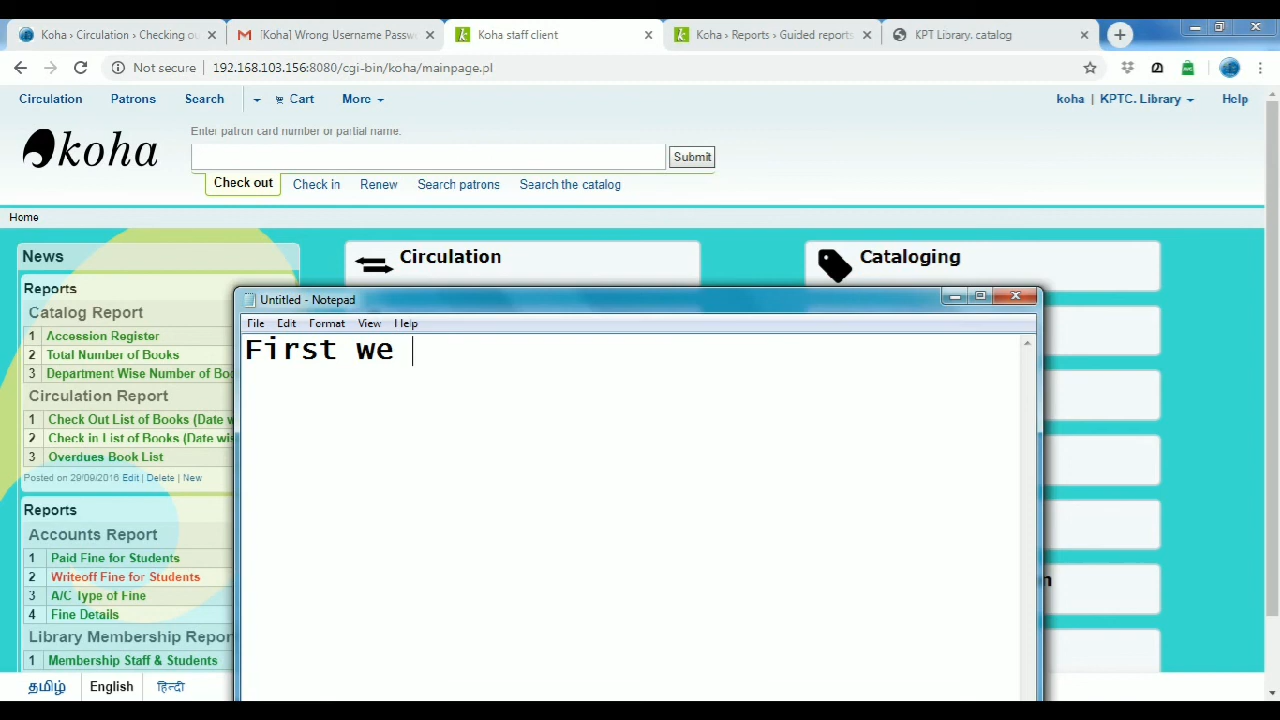 Koha › Circulation › Checking ou
[Koha] Wrong Username Passw
Koha staff client
Koha › Reports › Guided reports
KPT Library. catalog
Not secure
192.168.103.156:8080/cgi-bin/koha/mainpage.pl
Circulation
Patrons
Search
Cart
More
koha | KPTC. Library
Help
koha
Enter patron card number or partial name:
Submit
Check out
Check in
Renew
Search patrons
Search the catalog
Home
News
Reports
Catalog Report
1 Accession Register
2 Total Number of Books
3 Department Wise Number of Boo
Circulation Report
1 Check Out List of Books (Date w
2 Check in List of Books (Date wis
3 Overdues Book List
Posted on 29/09/2016 Edit | Delete | New
Reports
Accounts Report
1 Paid Fine for Students
2 Writeoff Fine for Students
3 A/C Type of Fine
4 Fine Details
Library Membership Repor
1 Membership Staff & Students
தமிழ்
English
हिन्दी
Circulation
Cataloging
Untitled - Notepad
File Edit Format View Help
First we